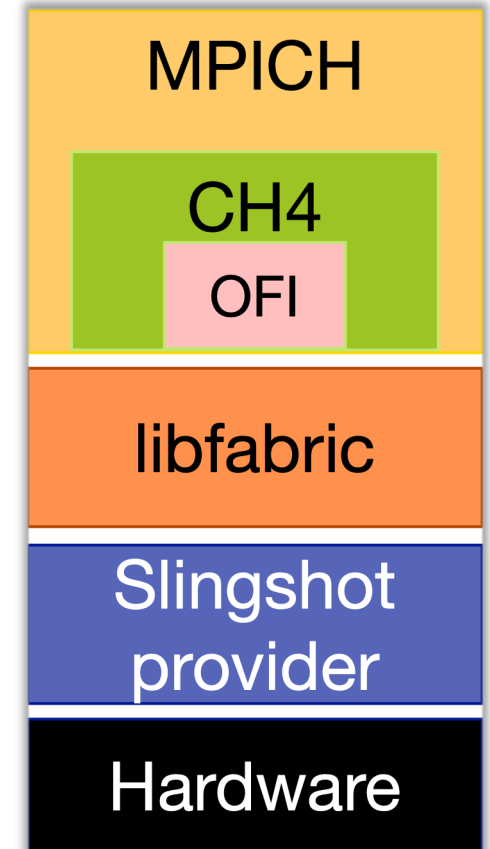 MPICH
CH4
OFI
libfabric
Slingshot
provider
Hardware